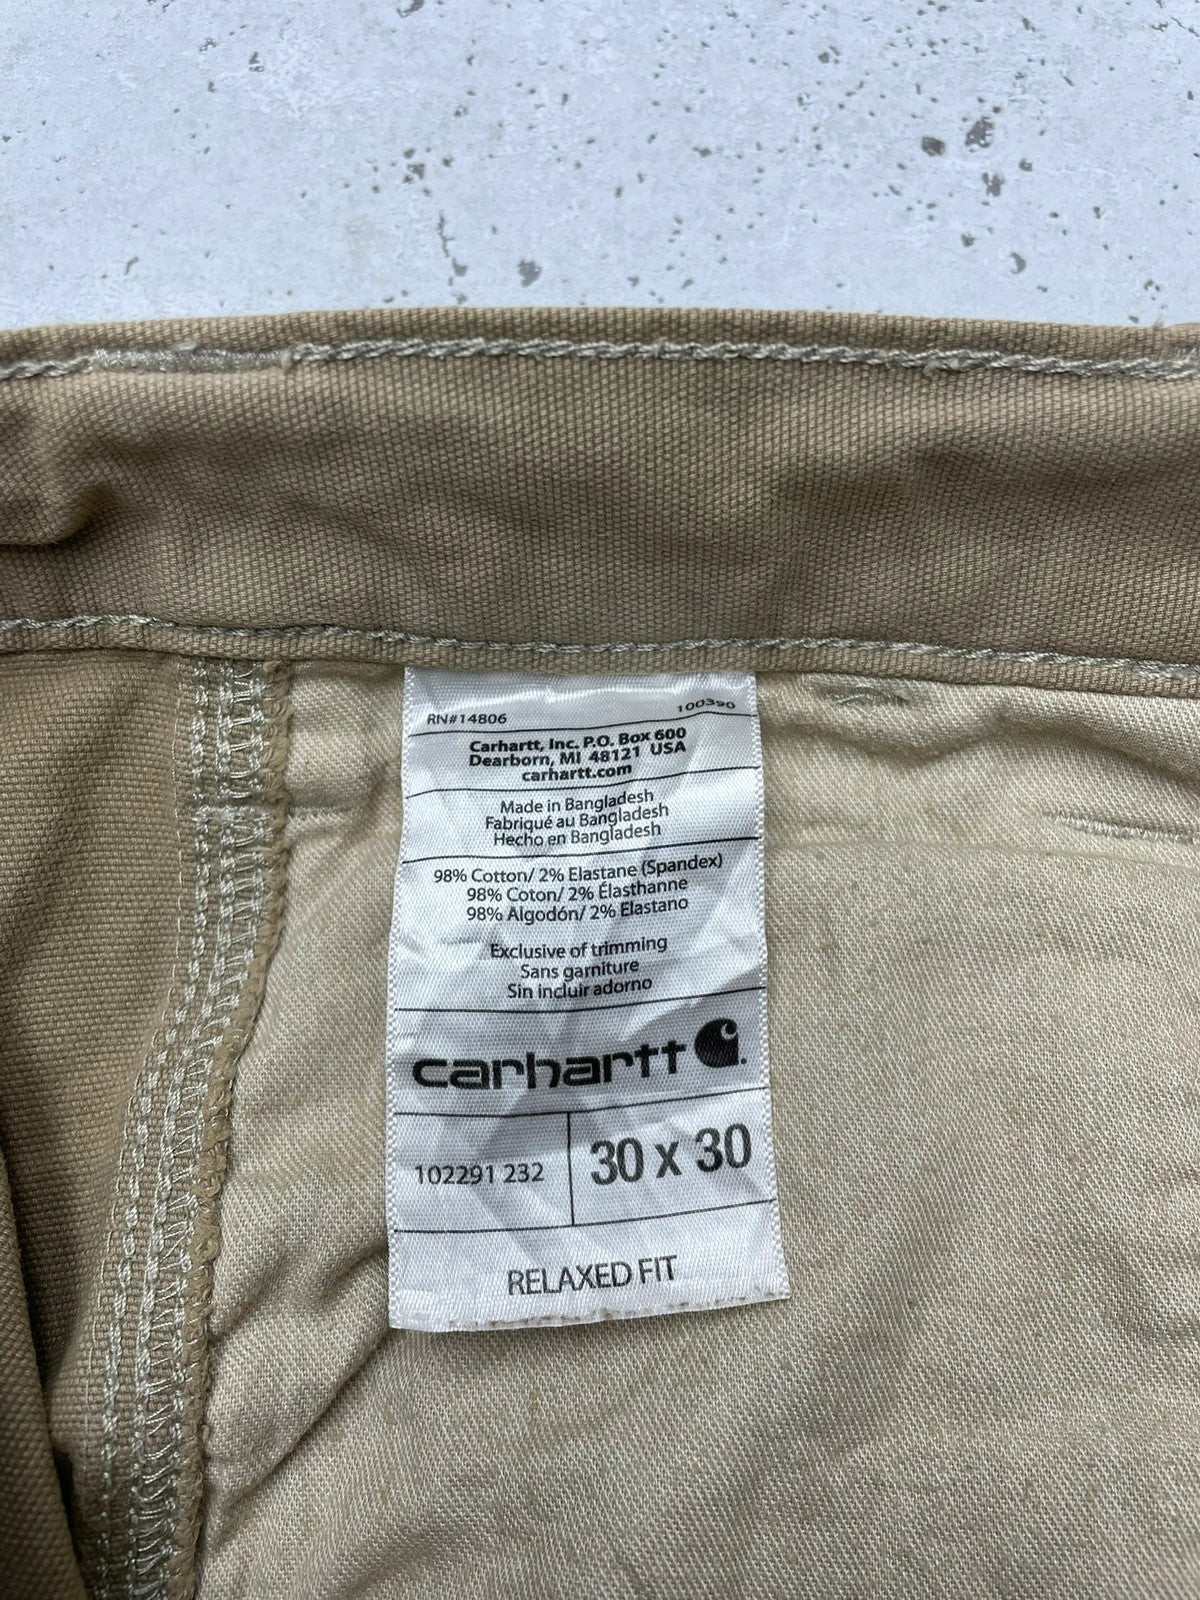 RN#14806 100390
Carhartt, Inc. P.O. Box 600
Dearborn, MI 48121 USA
carhartt.com
Made in Bangladesh
Fabriqué au Bangladesh
Hecho en Bangladesh
98% Cotton/ 2% Elastane (Spandex)
98% Coton/ 2% Élasthanne
98% Algodón/ 2% Elastano
Exclusive of trimming
Sans garniture
Sin incluir adorno
carhartt
102291 232 30 x 30
RELAXED FIT